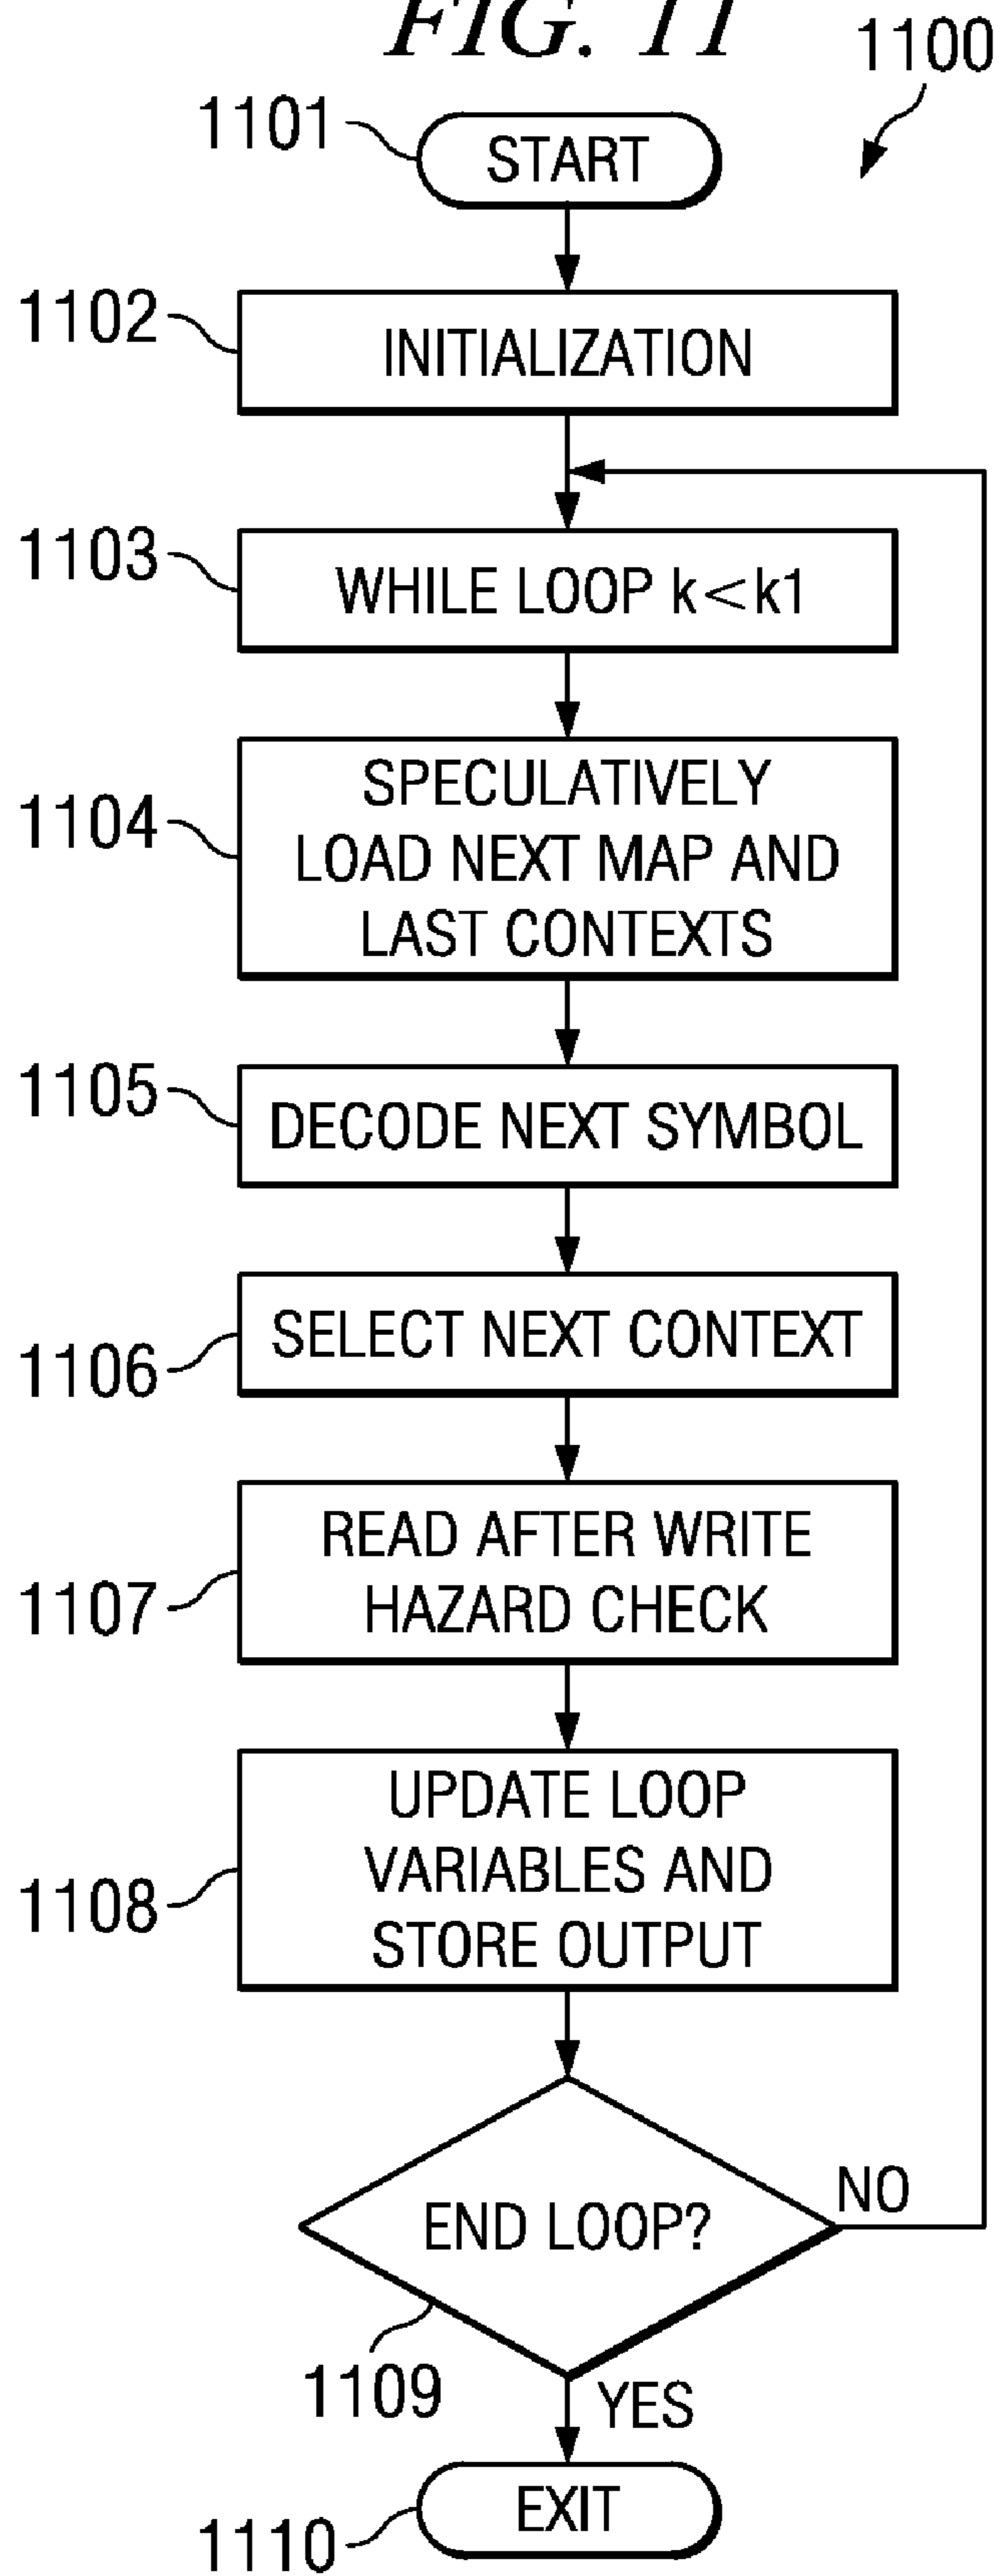 FIG. 11
1100
1101
START
1102
INITIALIZATION
1103
WHILE LOOP k<k1
1104
SPECULATIVELY
LOAD NEXT MAP AND
LAST CONTEXTS
1105
DECODE NEXT SYMBOL
1106
SELECT NEXT CONTEXT
1107
READ AFTER WRITE
HAZARD CHECK
1108
UPDATE LOOP
VARIABLES AND
STORE OUTPUT
END LOOP?
NO
1109
YES
1110
EXIT